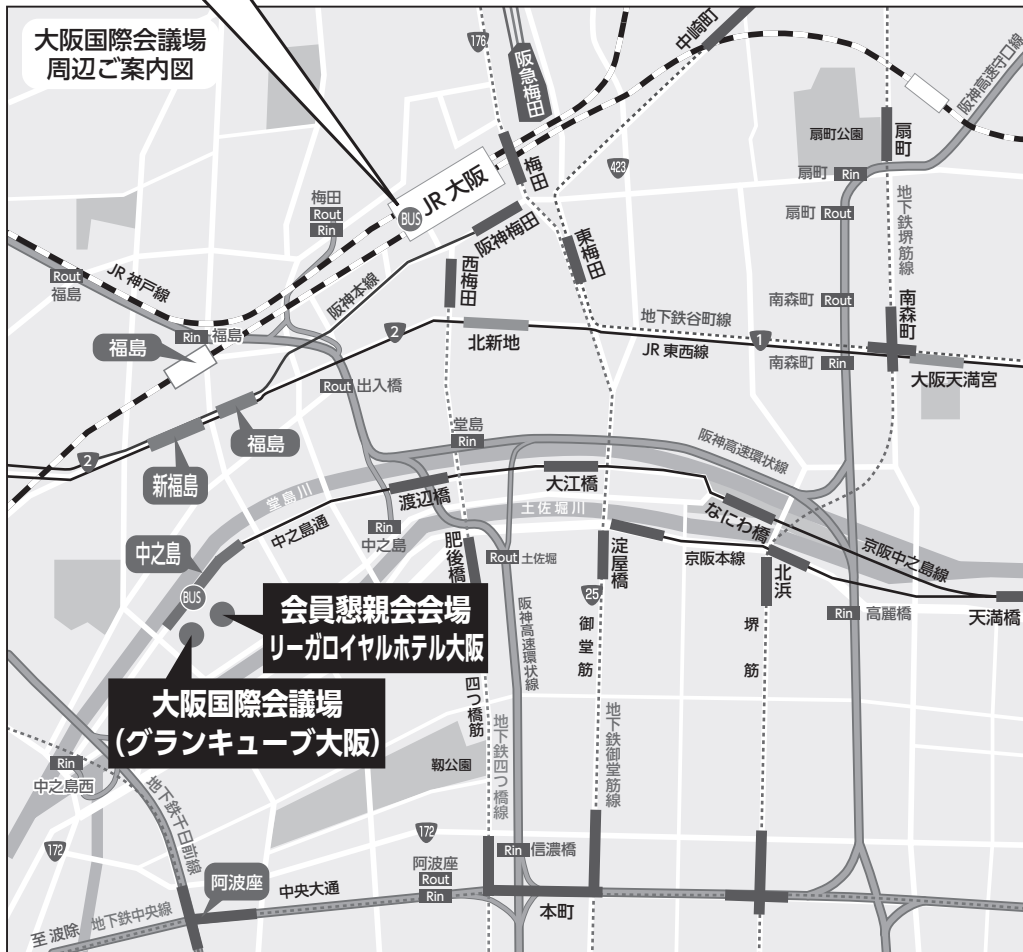 大阪国際会議場
周辺ご案内図
176
阪急梅田
中崎町
阪神高速守口線
扇町公園
扇町
扇町 Rin
423
梅田
JR 大阪
BUS
梅田
Rout
Rin
扇町 Rout
地下鉄堺筋線
阪神梅田
東梅田
西梅田
JR 神戸線
Rout
福島
阪神本線
南森町 Rout
南森町
地下鉄谷町線
Rin 福島
福島
2
北新地
JR 東西線
1
南森町 Rin
大阪天満宮
Rout 出入橋
福島
堂島
Rin
阪神高速環状線
2
新福島
堂島川
渡辺橋
大江橋
なにわ橋
土佐堀川
中之島通
Rin
中之島
中之島
肥後橋
Rout 土佐堀
淀屋橋
京阪本線
北浜
京阪中之島線
BUS
25
Rin 高麗橋
天満橋
会員懇親会会場
リーガロイヤルホテル大阪
阪神高速環状線
御堂筋
堺筋
大阪国際会議場
(グランキューブ大阪)
四つ橋筋
地下鉄四つ橋線
地下鉄御堂筋線
靱公園
Rin
中之島西
地下鉄千日前線
172
172
阿波座
Rout
Rin
Rin 信濃橋
阿波座
中央大通
本町
至 波除
地下鉄中央線